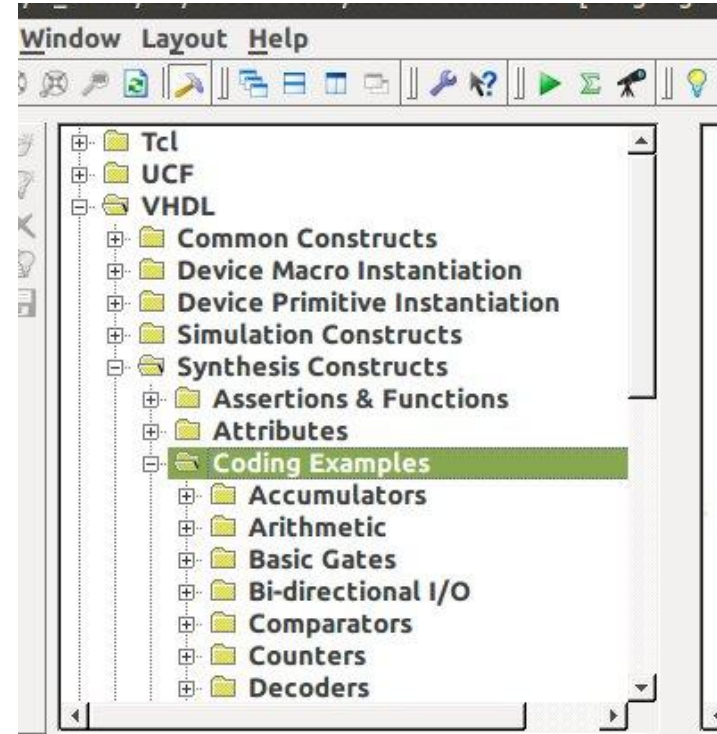 Window Layout Help
Tcl
UCF
VHDL
Common Constructs
Device Macro Instantiation
Device Primitive Instantiation
Simulation Constructs
Synthesis Constructs
Assertions & Functions
Attributes
Coding Examples
Accumulators
Arithmetic
Basic Gates
Bi-directional I/O
Comparators
Counters
Decoders